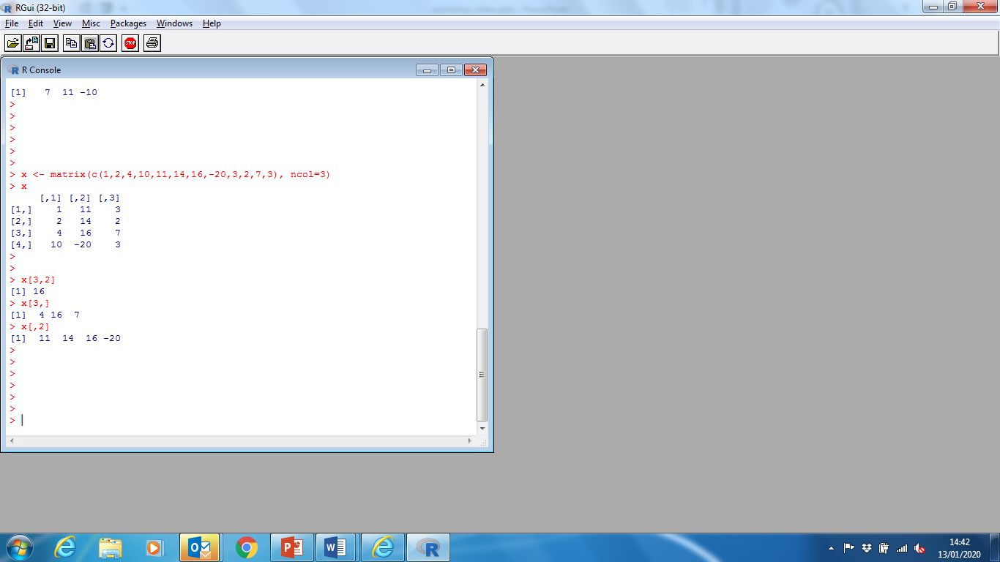 RGui (32-bit)
File Edit View Misc Packages Windows Help
STOP
R Console
[1]   7  11 -10
>
>
>
>
>
>
> x <- matrix(c(1,2,4,10,11,14,16,-20,3,2,7,3), ncol=3)
> x
     [,1] [,2] [,3]
[1,]    1   11    3
[2,]    2   14    2
[3,]    4   16    7
[4,]   10  -20    3
>
>
> x[3,2]
[1] 16
> x[3,]
[1]  4 16  7
> x[,2]
[1]  11  14  16 -20
>
>
>
>
>
>
>
14:42
13/01/2020